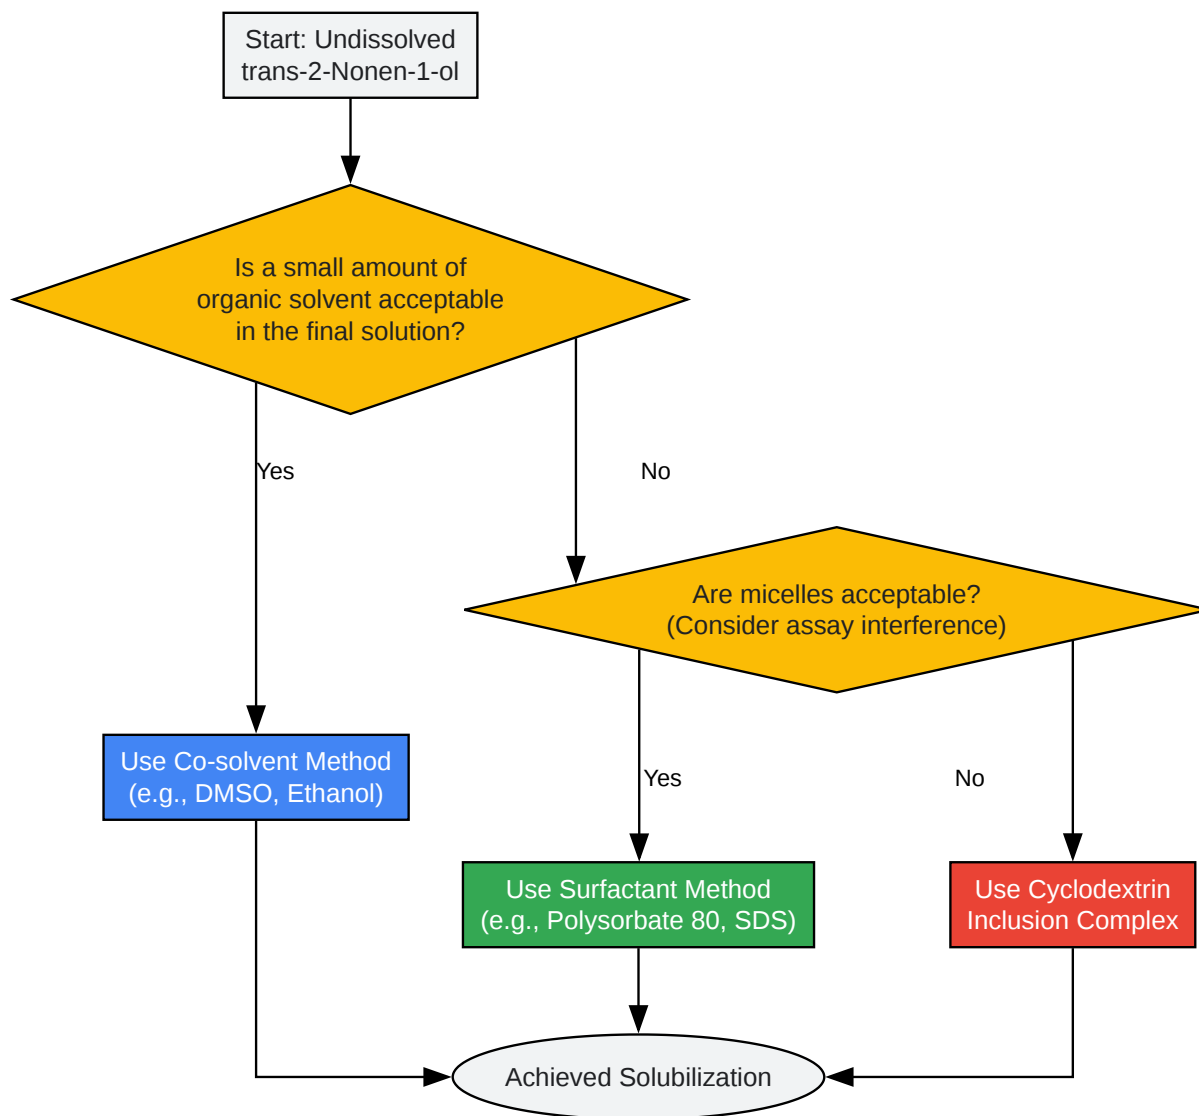 Start: Undissolved
trans-2-Nonen-1-ol
Is a small amount of
organic solvent acceptable
in the final solution?
Yes
No
Are micelles acceptable?
(Consider assay interference)
Use Co-solvent Method
(e.g., DMSO, Ethanol)
Yes
No
Use Surfactant Method
(e.g., Polysorbate 80, SDS)
Use Cyclodextrin
Inclusion Complex
Achieved Solubilization